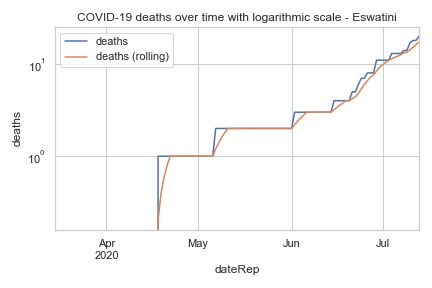 COVID-19 deaths over time with logarithmic scale - Eswatini
deaths
deaths (rolling)
10¹
10⁰
deaths
Apr
2020
May
Jun
Jul
dateRep